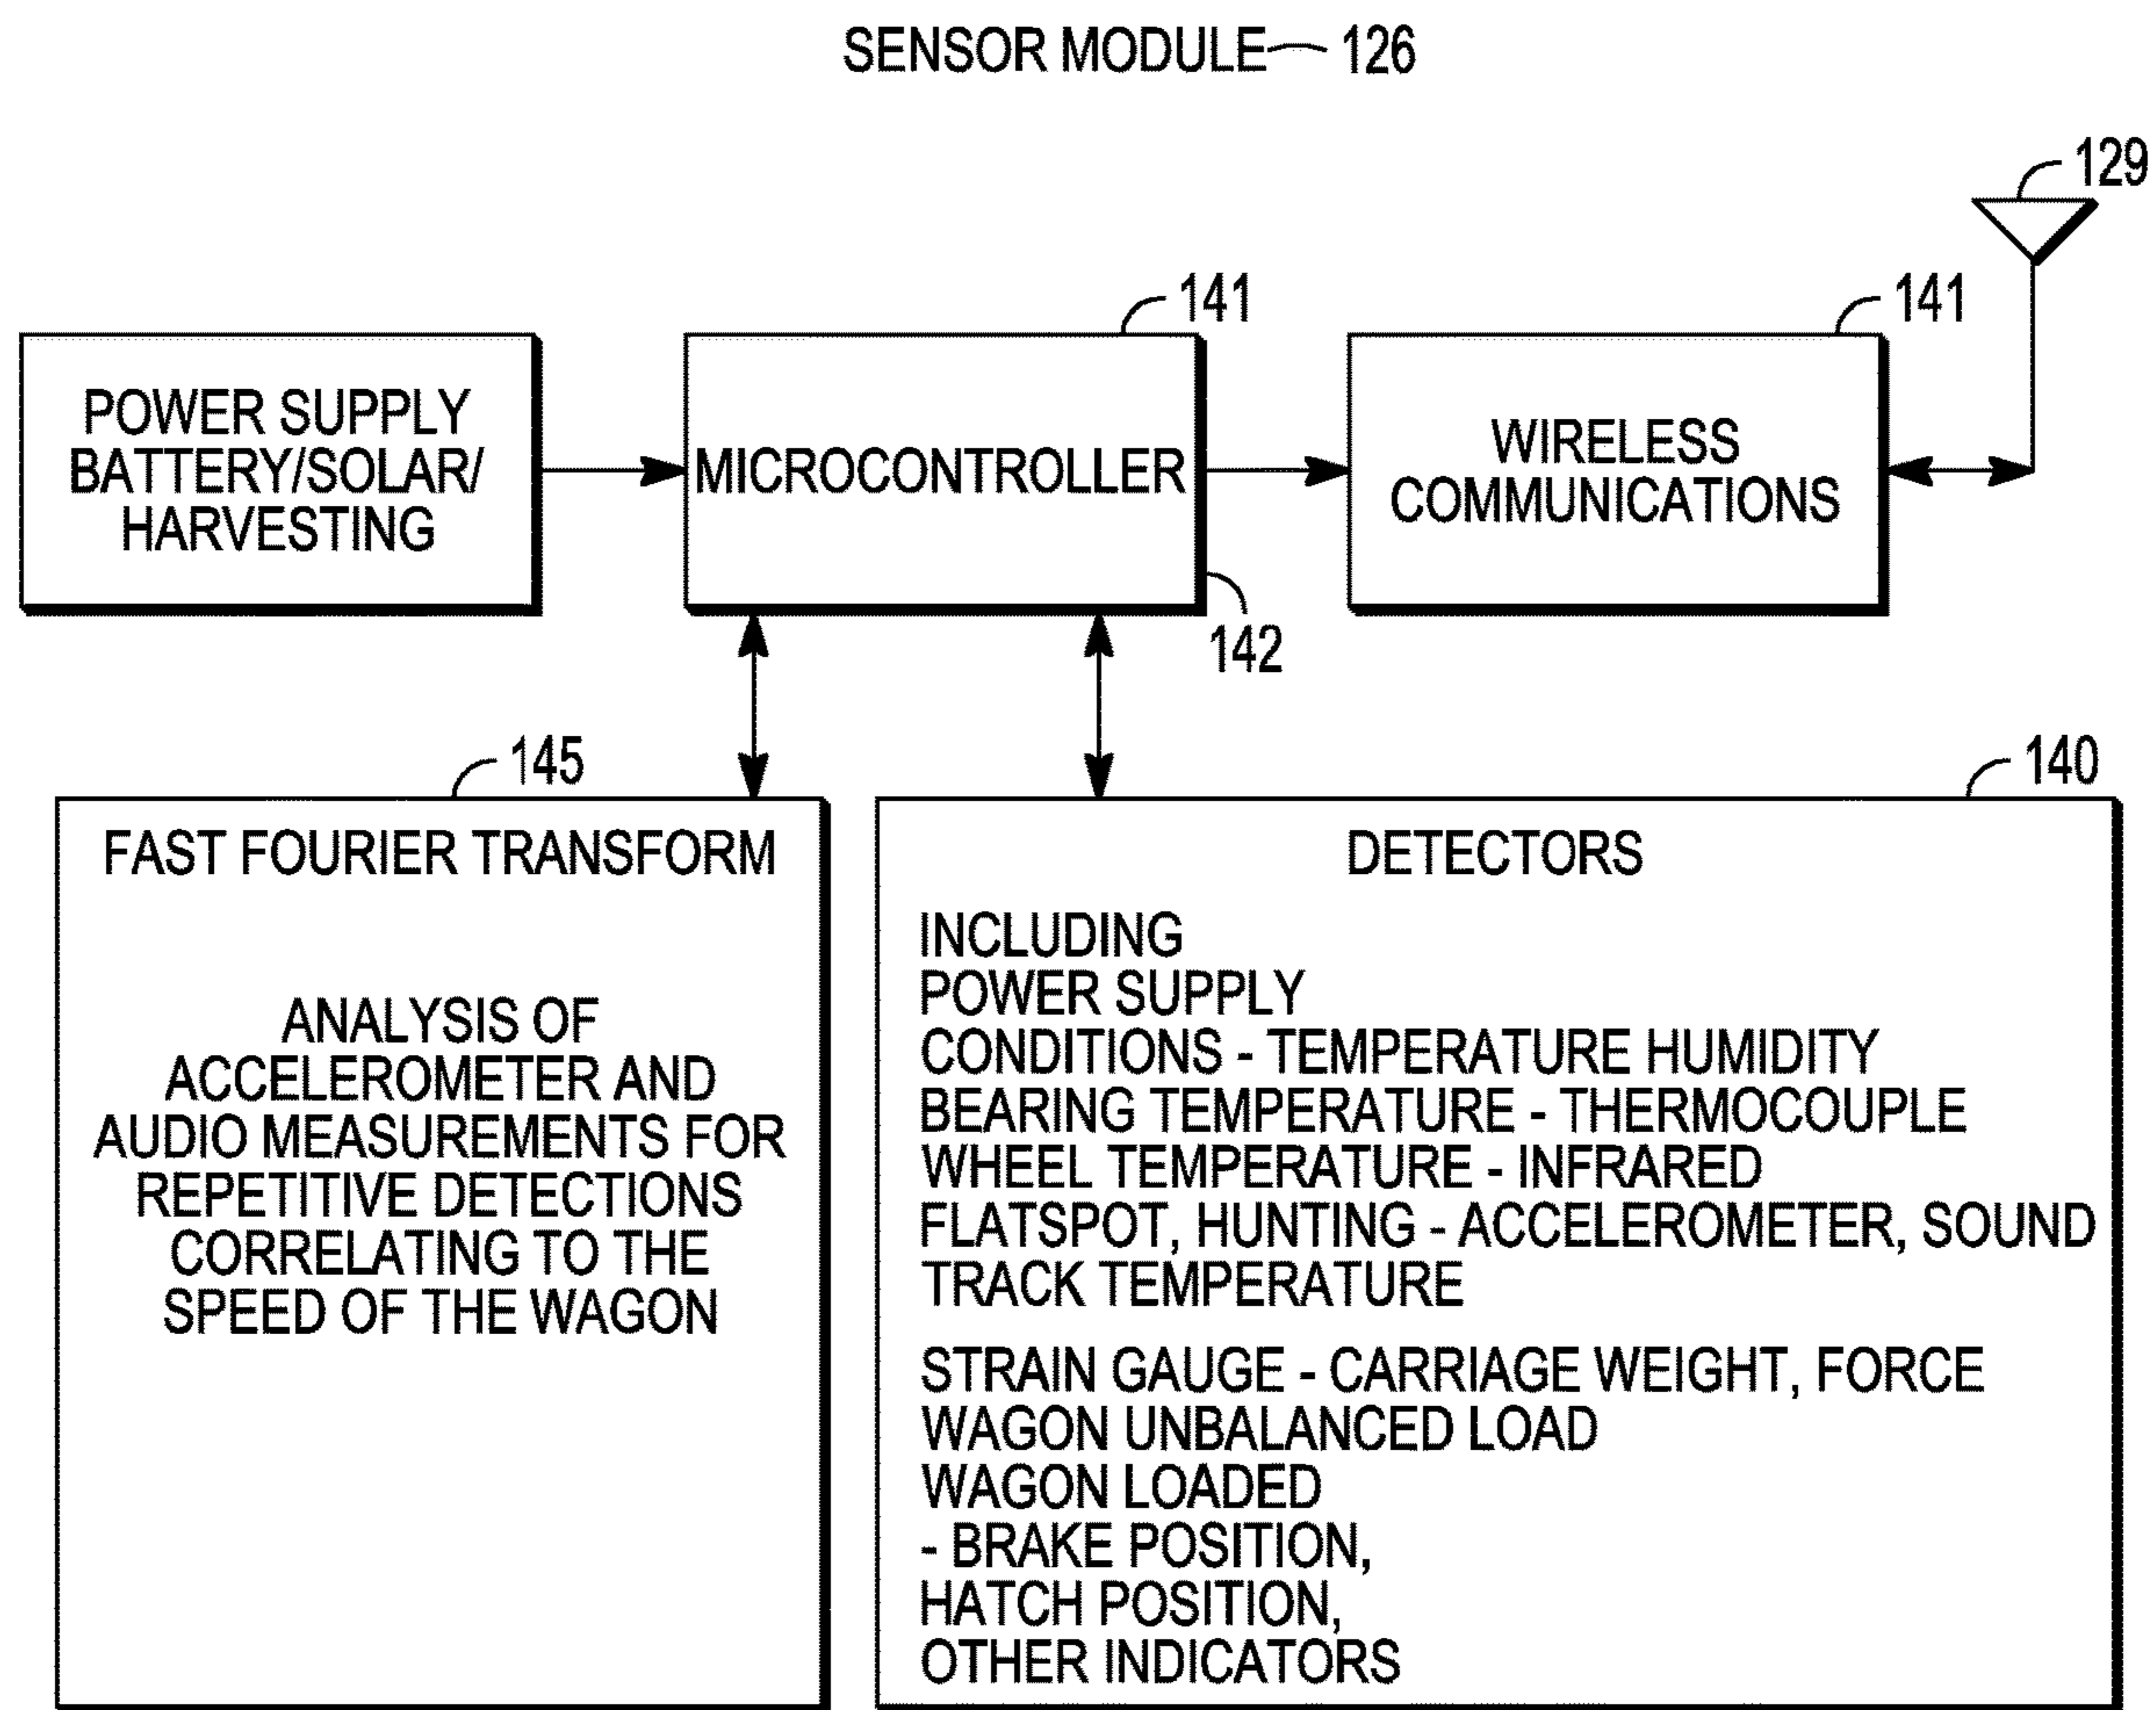 SENSOR MODULE 126
129
141
141
POWER SUPPLY
BATTERY/SOLAR/
HARVESTING
MICROCONTROLLER
WIRELESS
COMMUNICATIONS
142
145
140
FAST FOURIER TRANSFORM
ANALYSIS OF
ACCELEROMETER AND
AUDIO MEASUREMENTS FOR
REPETITIVE DETECTIONS
CORRELATING TO THE
SPEED OF THE WAGON
DETECTORS
INCLUDING
POWER SUPPLY
CONDITIONS - TEMPERATURE HUMIDITY
BEARING TEMPERATURE - THERMOCOUPLE
WHEEL TEMPERATURE - INFRARED
FLATSPOT, HUNTING - ACCELEROMETER, SOUND
TRACK TEMPERATURE
STRAIN GAUGE - CARRIAGE WEIGHT, FORCE
WAGON UNBALANCED LOAD
WAGON LOADED
- BRAKE POSITION,
HATCH POSITION,
OTHER INDICATORS